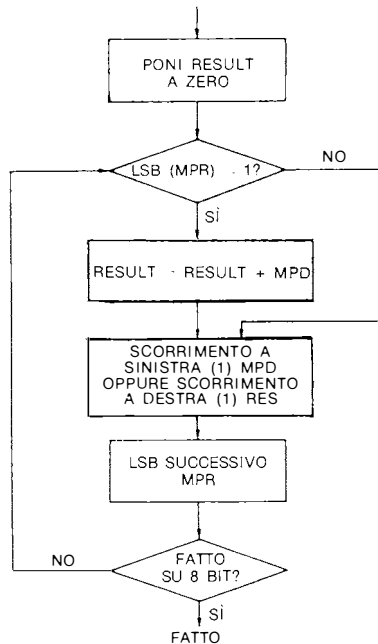 PONI RESULT
A ZERO
LSB (MPR) - 1?
NO
SÌ
RESULT - RESULT + MPD
SCORRIMENTO A
SINISTRA (1) MPD
OPPURE SCORRIMENTO
A DESTRA (1) RES
LSB SUCCESSIVO
MPR
NO
FATTO
SU 8 BIT?
SÌ
FATTO